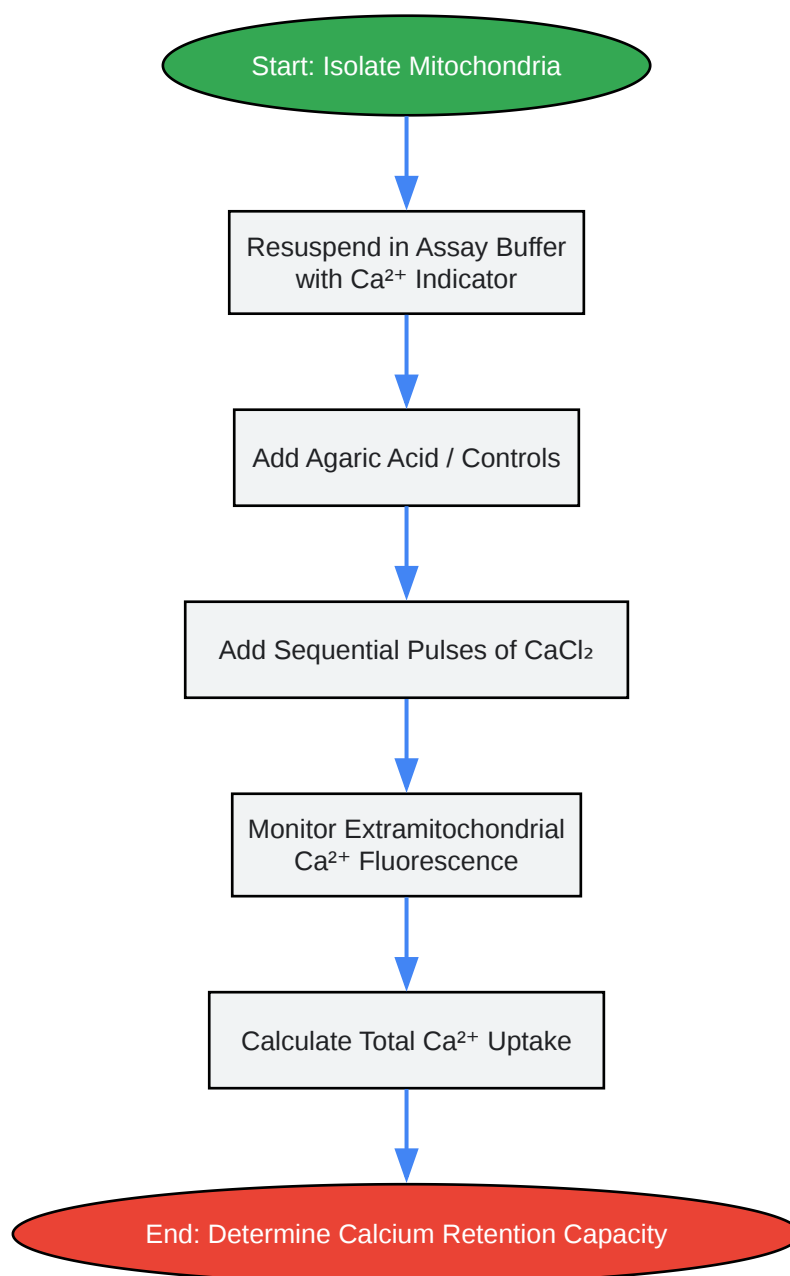 Start: Isolate Mitochondria
Resuspend in Assay Buffer
with Ca²⁺ Indicator
Add Agaric Acid / Controls
Add Sequential Pulses of CaCl₂
Monitor Extramitochondrial
Ca²⁺ Fluorescence
Calculate Total Ca²⁺ Uptake
End: Determine Calcium Retention Capacity